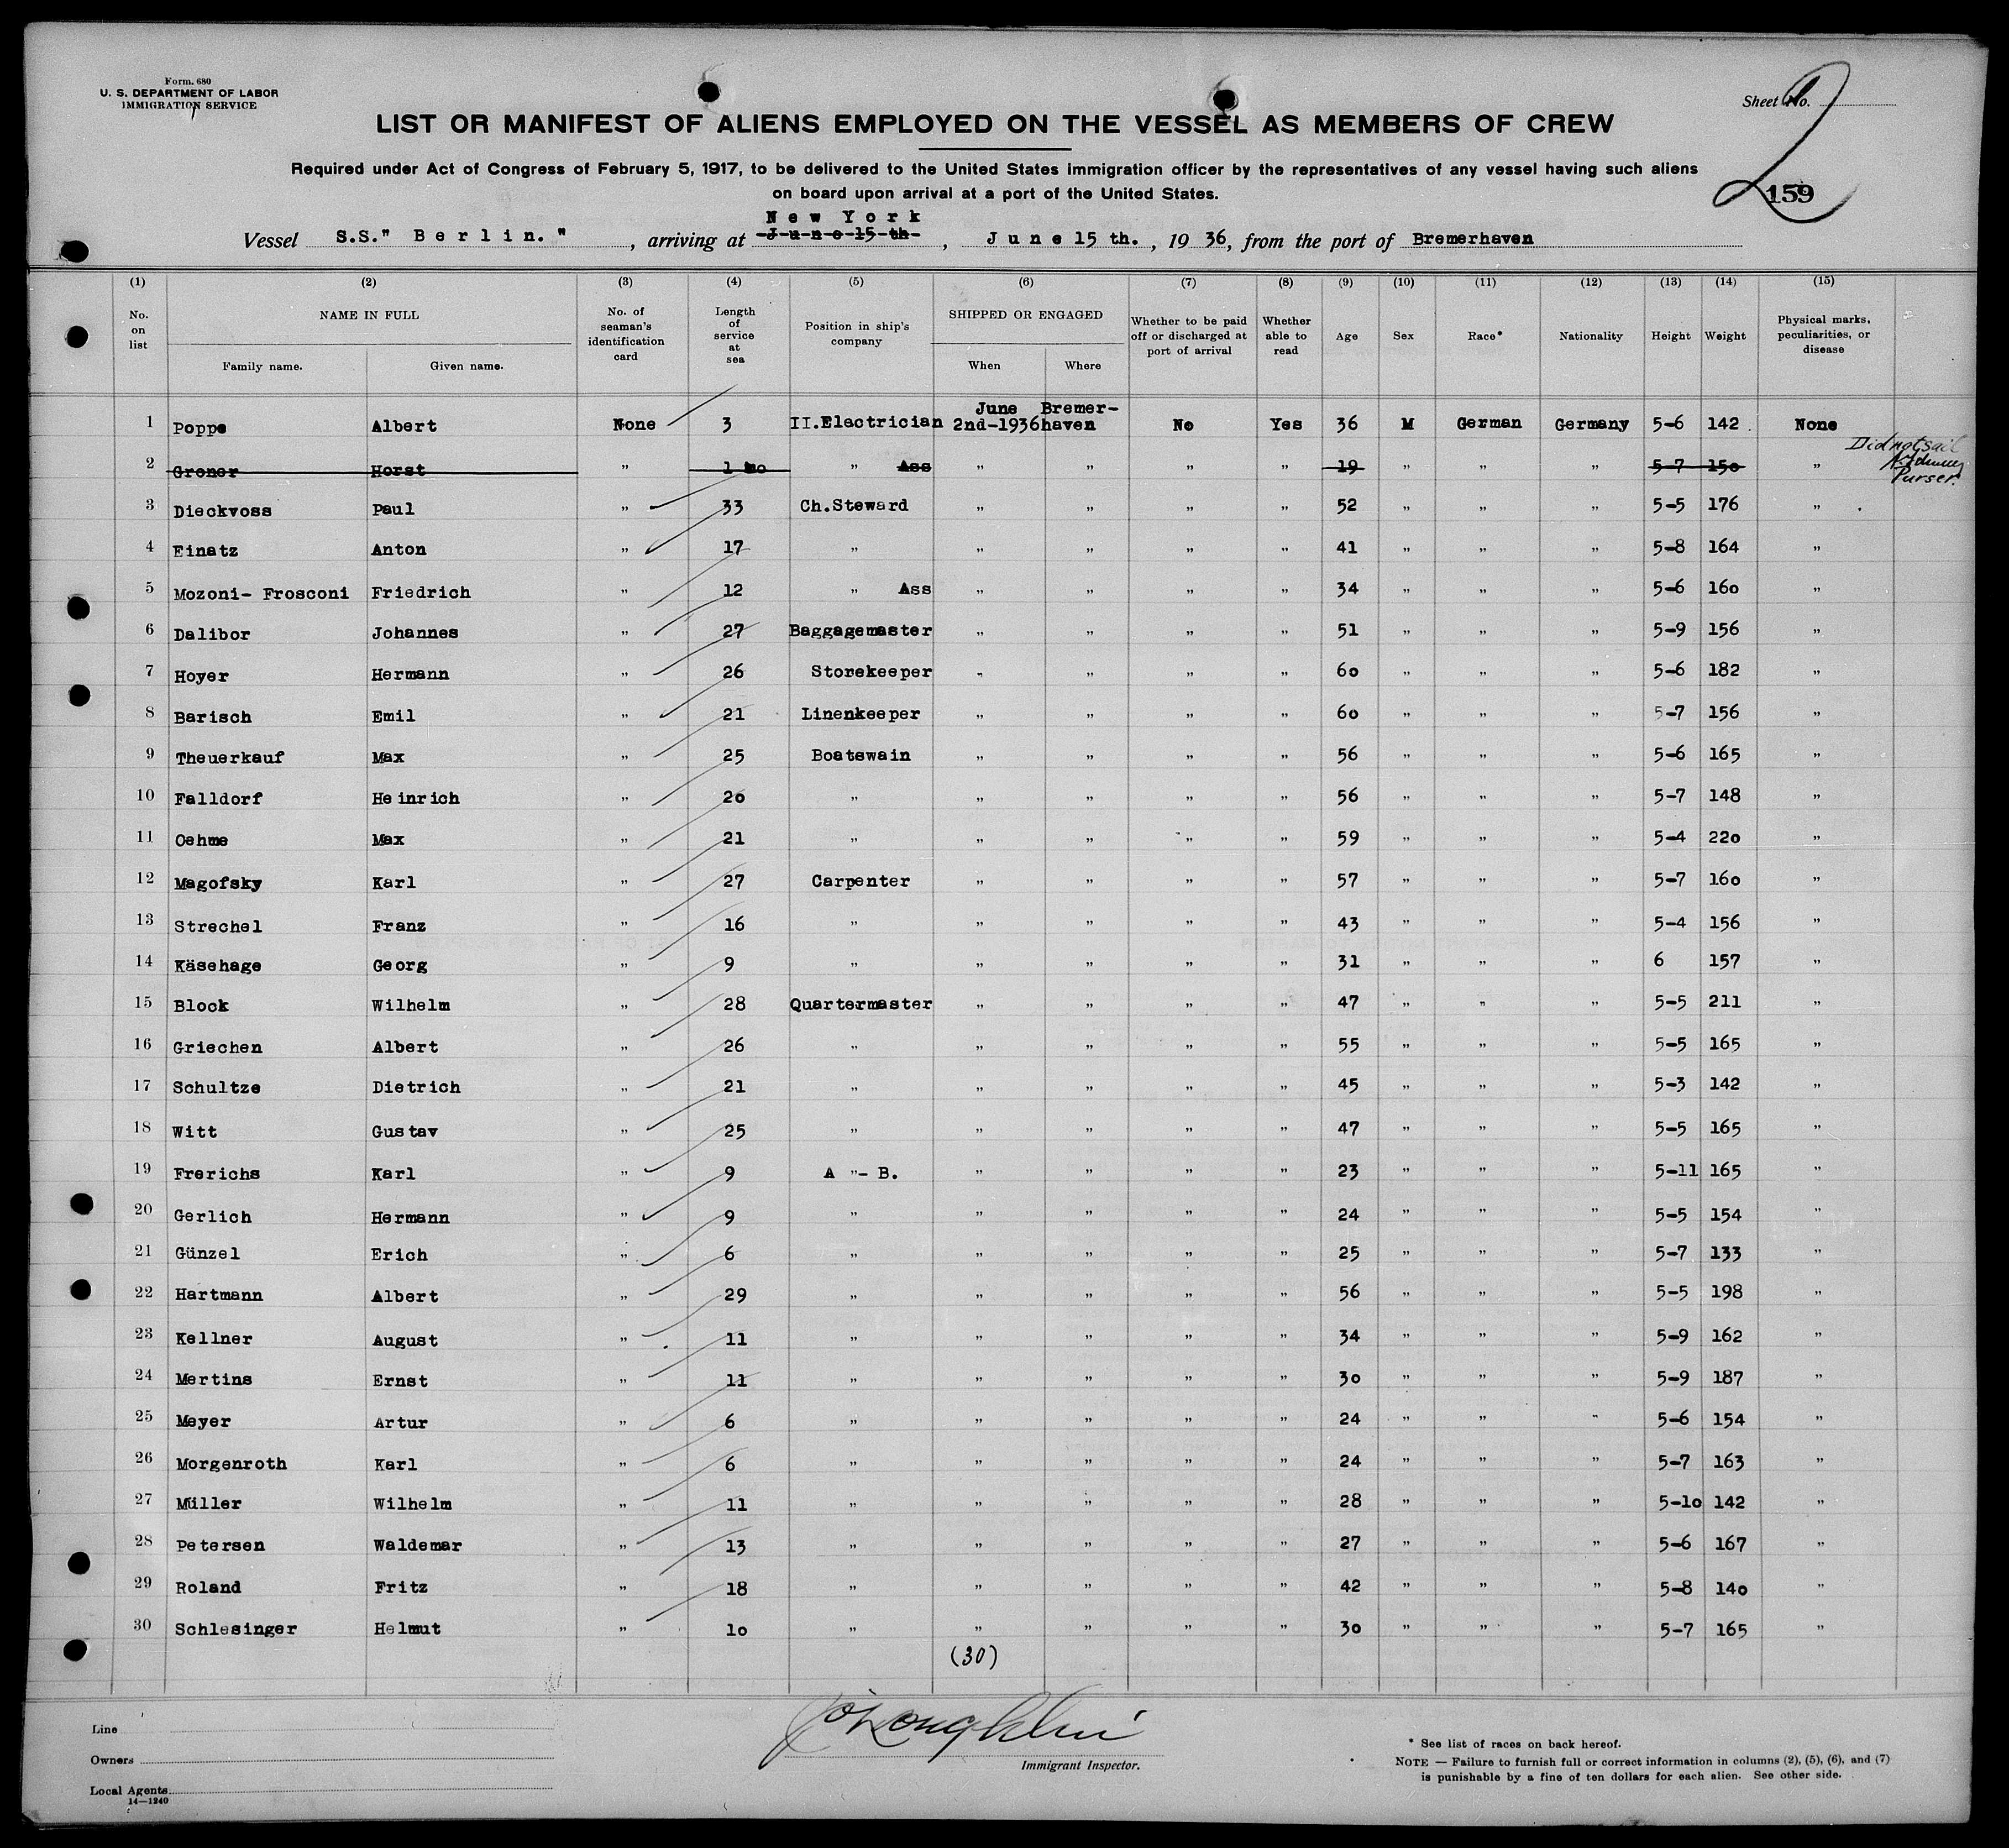 Form. 680
U. S. DEPARTMENT OF LABOR
IMMIGRATION SERVICE
Sheet No.
2
LIST OR MANIFEST OF ALIENS EMPLOYED ON THE VESSEL AS MEMBERS OF CREW
Required under Act of Congress of February 5, 1917, to be delivered to the United States immigration officer by the representatives of any vessel having such aliens
on board upon arrival at a port of the United States.
159
New York
Vessel S.S." Berlin. " , arriving at June 15 th , June 15 th. , 19 36, from the port of Bremerhaven
(1) (2) (3) (4) (5) (6) (7) (8) (9) (10) (11) (12) (13) (14) (15)
No. on list NAME IN FULL Family name. Given name. No. of seaman's identification card Length of service at sea Position in ship's company SHIPPED OR ENGAGED When Where Whether to be paid off or discharged at port of arrival Whether able to read Age Sex Race* Nationality Height Weight Physical marks, peculiarities, or disease
1 Poppe Albert None 3 II.Electrician June 2nd-1936 Bremer-haven No Yes 36 M German Germany 5-6 142 None
2 Groner Horst " 1 mo " Ass " " " " 19 " " " 5-7 150 " Did not sail Purser.
3 Dieckvoss Paul " 33 Ch.Steward " " " " 52 " " " 5-5 176 "
4 Einatz Anton " 17 " " " " " 41 " " " 5-8 164 "
5 Mozoni- Frosconi Friedrich " 12 " Ass " " " " 34 " " " 5-6 160 "
6 Dalibor Johannes " 27 Baggagemaster " " " " 51 " " " 5-9 156 "
7 Hoyer Hermann " 26 Storekeeper " " " " 60 " " " 5-6 182 "
8 Barisch Emil " 21 Linenkeeper " " " " 60 " " " 5-7 156 "
9 Theuerkauf Max " 25 Boatswain " " " " 56 " " " 5-6 165 "
10 Falldorf Heinrich " 20 " " " " " 56 " " " 5-7 148 "
11 Oehme Max " 21 " " " " " 59 " " " 5-4 220 "
12 Magofsky Karl " 27 Carpenter " " " " 57 " " " 5-7 160 "
13 Strechel Franz " 16 " " " " " 43 " " " 5-4 156 "
14 Käsehage Georg " 9 " " " " " 31 " " " 6 157 "
15 Block Wilhelm " 28 Quartermaster " " " " 47 " " " 5-5 211 "
16 Griechen Albert " 26 " " " " " 55 " " " 5-5 165 "
17 Schultze Dietrich " 21 " " " " " 45 " " " 5-3 142 "
18 Witt Gustav " 25 " " " " " 47 " " " 5-5 165 "
19 Frerichs Karl " 9 A "- B. " " " " 23 " " " 5-11 165 "
20 Gerlich Hermann " 9 " " " " " 24 " " " 5-5 154 "
21 Günzel Erich " 6 " " " " " 25 " " " 5-7 133 "
22 Hartmann Albert " 29 " " " " " 56 " " " 5-5 198 "
23 Kellner August " 11 " " " " " 34 " " " 5-9 162 "
24 Mertins Ernst " 11 " " " " " 30 " " " 5-9 187 "
25 Meyer Artur " 6 " " " " " 24 " " " 5-6 154 "
26 Morgenroth Karl " 6 " " " " " 24 " " " 5-7 163 "
27 Müller Wilhelm " 11 " " " " " 28 " " " 5-10 142 "
28 Petersen Waldemar " 13 " " " " " 27 " " " 5-6 167 "
29 Roland Fritz " 18 " " " " " 42 " " " 5-8 140 "
30 Schlesinger Helmut " 10 " " " " " 30 " " " 5-7 165 "
(30)
Line
Owners
Local Agents
14—1240
Immigrant Inspector.
* See list of races on back hereof.
NOTE — Failure to furnish full or correct information in columns (2), (5), (6), and (7)
is punishable by a fine of ten dollars for each alien. See other side.